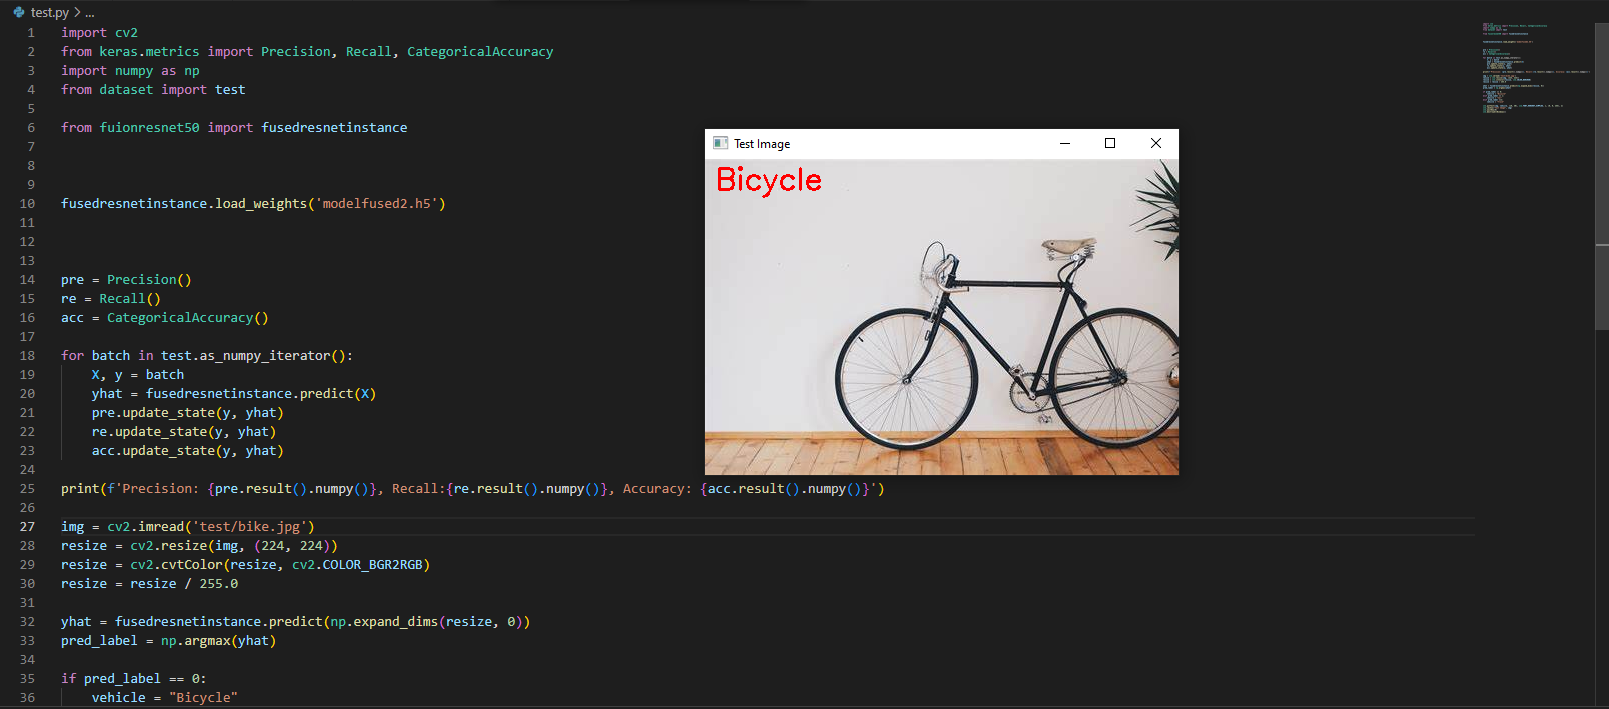 test.py > ...
1 import cv2
2 from keras.metrics import Precision, Recall, CategoricalAccuracy
3 import numpy as np
4 from dataset import test
5
6 from fuionresnet50 import fusedresnetinstance
7
8
9
10 fusedresnetinstance.load_weights('modelfused2.h5')
11
12
13
14 pre = Precision()
15 re = Recall()
16 acc = CategoricalAccuracy()
17
18 for batch in test.as_numpy_iterator():
19     X, y = batch
20     yhat = fusedresnetinstance.predict(X)
21     pre.update_state(y, yhat)
22     re.update_state(y, yhat)
23     acc.update_state(y, yhat)
24
25 print(f'Precision: {pre.result().numpy()}, Recall:{re.result().numpy()}, Accuracy: {acc.result().numpy()}')
26
27 img = cv2.imread('test/bike.jpg')
28 resize = cv2.resize(img, (224, 224))
29 resize = cv2.cvtColor(resize, cv2.COLOR_BGR2RGB)
30 resize = resize / 255.0
31
32 yhat = fusedresnetinstance.predict(np.expand_dims(resize, 0))
33 pred_label = np.argmax(yhat)
34
35 if pred_label == 0:
36     vehicle = "Bicycle"
Test Image
Bicycle